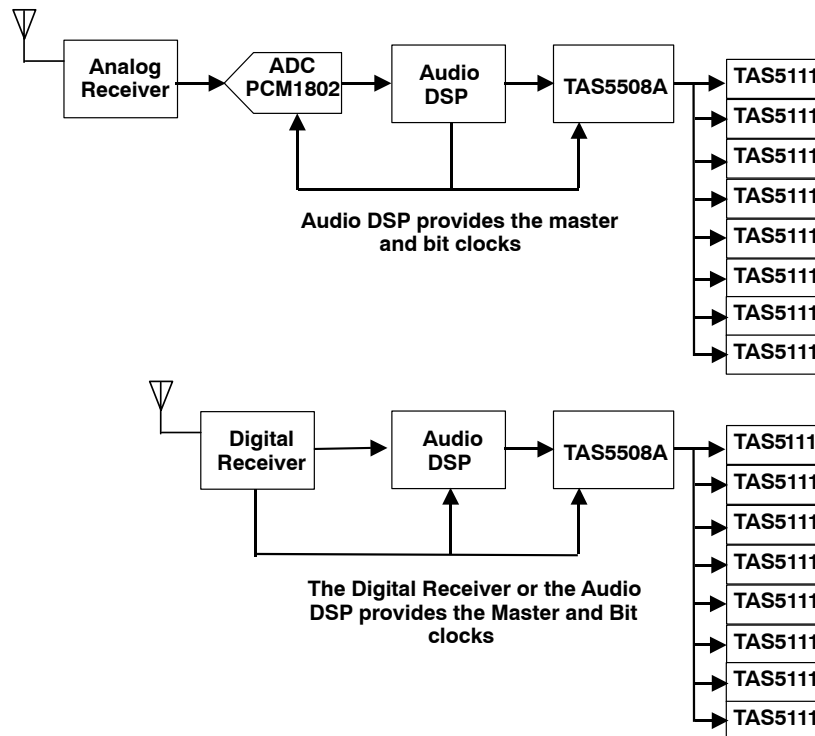 Analog
Receiver
ADC
PCM1802
Audio
DSP
TAS5508A
TAS5111
TAS5111
TAS5111
TAS5111
TAS5111
TAS5111
TAS5111
TAS5111
Audio DSP provides the master
and bit clocks
Digital
Receiver
Audio
DSP
TAS5508A
TAS5111
TAS5111
TAS5111
TAS5111
TAS5111
TAS5111
TAS5111
TAS5111
The Digital Receiver or the Audio
DSP provides the Master and Bit
clocks